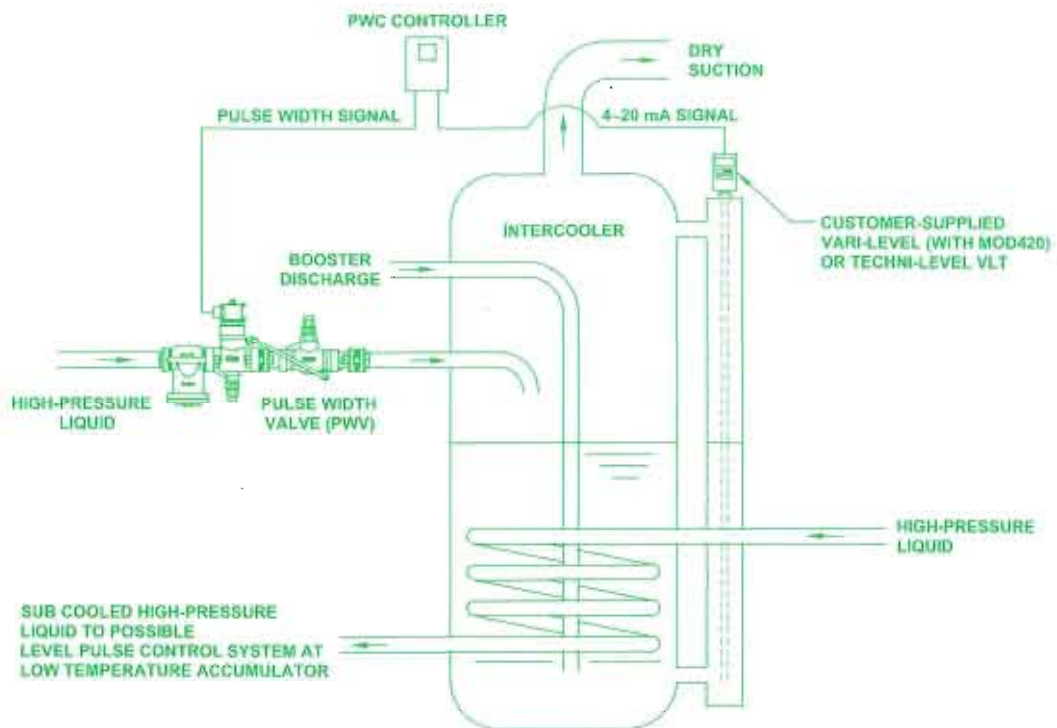 PWC CONTROLLER
DRY
SUCTION
PULSE WIDTH SIGNAL
4–20 mA SIGNAL
INTERCOOLER
CUSTOMER-SUPPLIED
VARI-LEVEL (WITH MOD420)
OR TECHNI-LEVEL VLT
BOOSTER
DISCHARGE
HIGH-PRESSURE
LIQUID
PULSE WIDTH
VALVE (PWV)
HIGH-PRESSURE
LIQUID
SUB COOLED HIGH-PRESSURE
LIQUID TO POSSIBLE
LEVEL PULSE CONTROL SYSTEM AT
LOW TEMPERATURE ACCUMULATOR